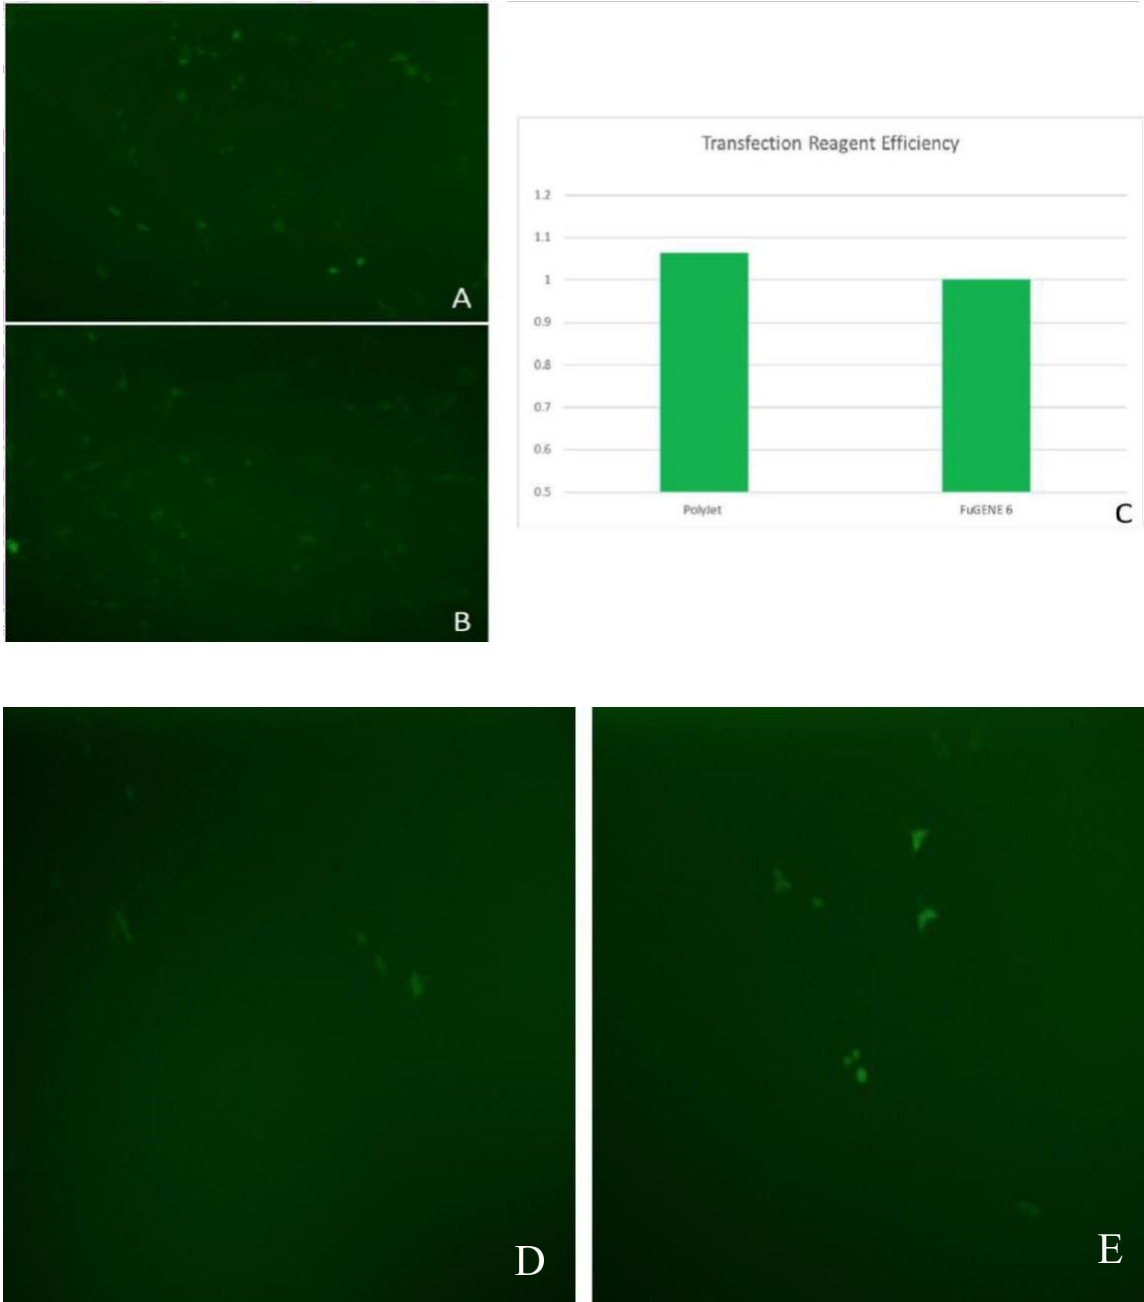 A
B
Transfection Reagent Efficiency
1.2
1.1
1
0.9
0.8
0.7
0.6
0.5
PolyJet
FuGENE 6
C
D
E